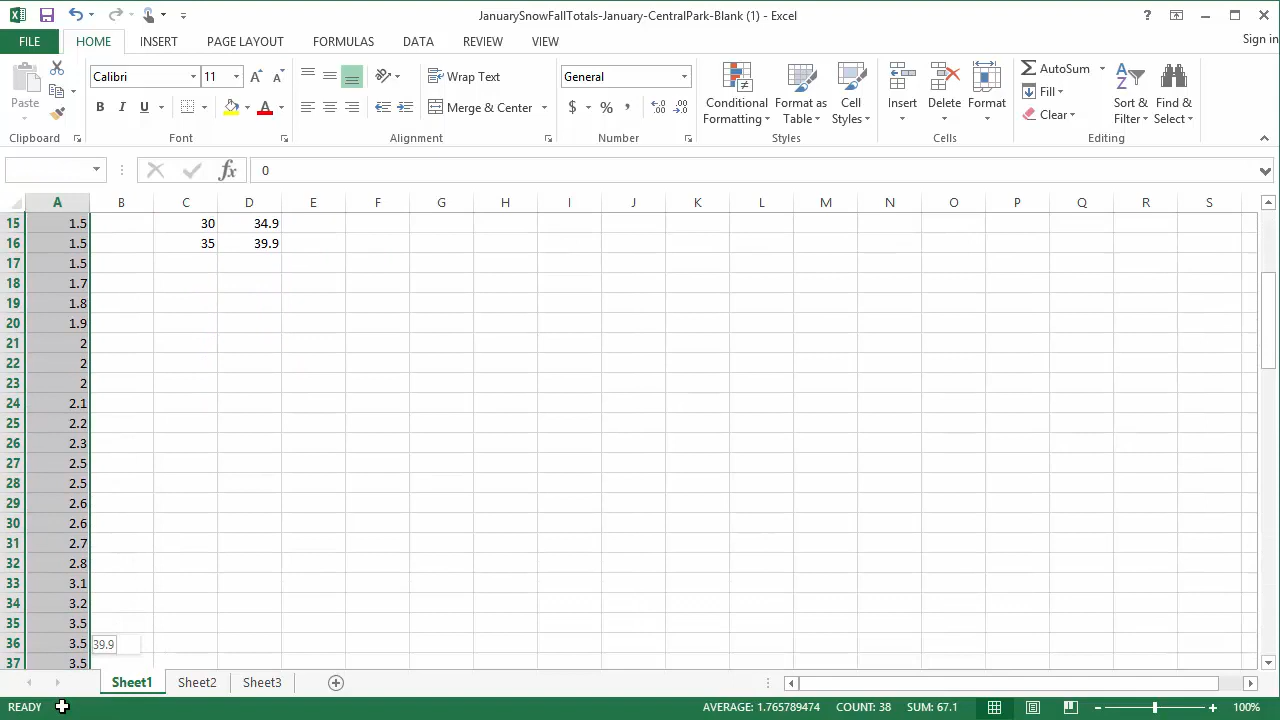 JanuarySnowFallTotals-January-CentralPark-Blank (1) - Excel
Sign in
FILE HOME INSERT PAGE LAYOUT FORMULAS DATA REVIEW VIEW
Paste
Calibri 11
B I U
Wrap Text
Merge & Center
General
$ % ,
Conditional Formatting
Format as Table
Cell Styles
Insert
Delete
Format
AutoSum
Fill
Clear
Sort & Filter
Find & Select
Clipboard Font Alignment Number Styles Cells Editing
fx 0
A B C D E F G H I J K L M N O P Q R S
15 1.5 30 34.9
16 1.5 35 39.9
17 1.5
18 1.7
19 1.8
20 1.9
21 2
22 2
23 2
24 2.1
25 2.2
26 2.3
27 2.5
28 2.5
29 2.6
30 2.6
31 2.7
32 2.8
33 3.1
34 3.2
35 3.5
36 3.5 39.9
37 3.5
Sheet1 Sheet2 Sheet3
READY AVERAGE: 1.765789474 COUNT: 38 SUM: 67.1 100%